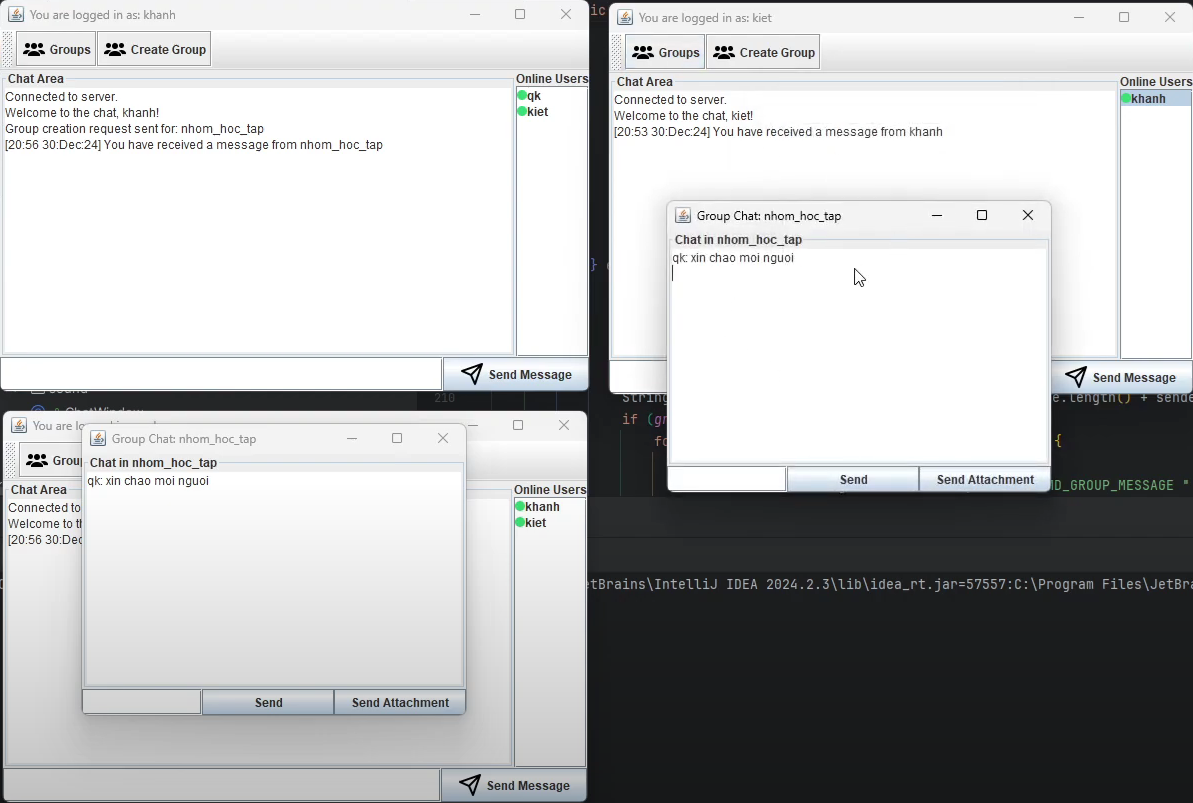 You are logged in as: khanh
Groups
Create Group
Chat Area
Online Users
Connected to server.
Welcome to the chat, khanh!
Group creation request sent for: nhom_hoc_tap
[20:56 30:Dec:24] You have received a message from nhom_hoc_tap
qk
kiet
Send Message
ic
You are logged in as: kiet
Groups
Create Group
Chat Area
Online Users
Connected to server.
Welcome to the chat, kiet!
[20:53 30:Dec:24] You have received a message from khanh
khanh
Group Chat: nhom_hoc_tap
Chat in nhom_hoc_tap
qk: xin chao moi nguoi
Send
Send Attachment
Send Message
}
210
String
e.length() + sende
if (gr
fo
{
MD_GROUP_MESSAGE "
You are lo
Group
Chat Area
Online Users
Connected to
Welcome to th
[20:56 30:Dec
khanh
kiet
Group Chat: nhom_hoc_tap
Chat in nhom_hoc_tap
qk: xin chao moi nguoi
Send
Send Attachment
Send Message
etBrains\IntelliJ IDEA 2024.2.3\lib\idea_rt.jar=57557:C:\Program Files\JetBra